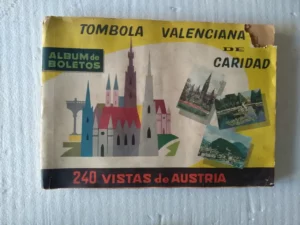 TOMBOLA VALENCIANA
DE
CARIDAD
ALBUM de
BOLETOS
240 VISTAS de AUSTRIA